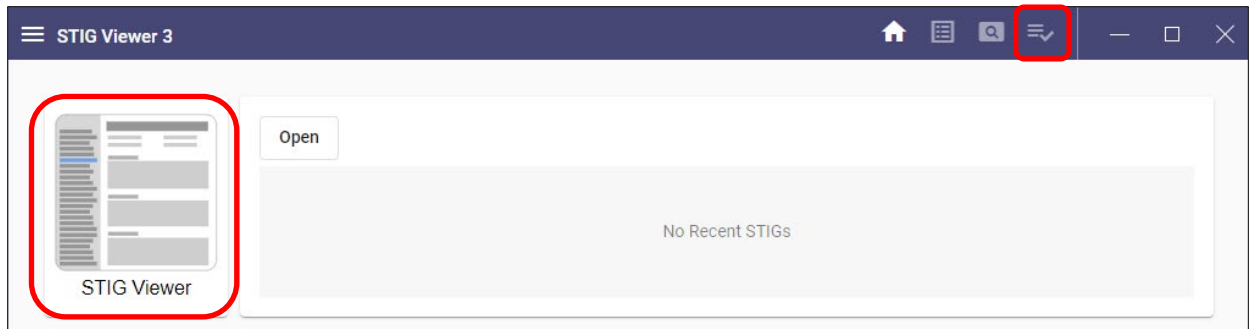 STIG Viewer 3
Open
No Recent STIGs
STIG Viewer